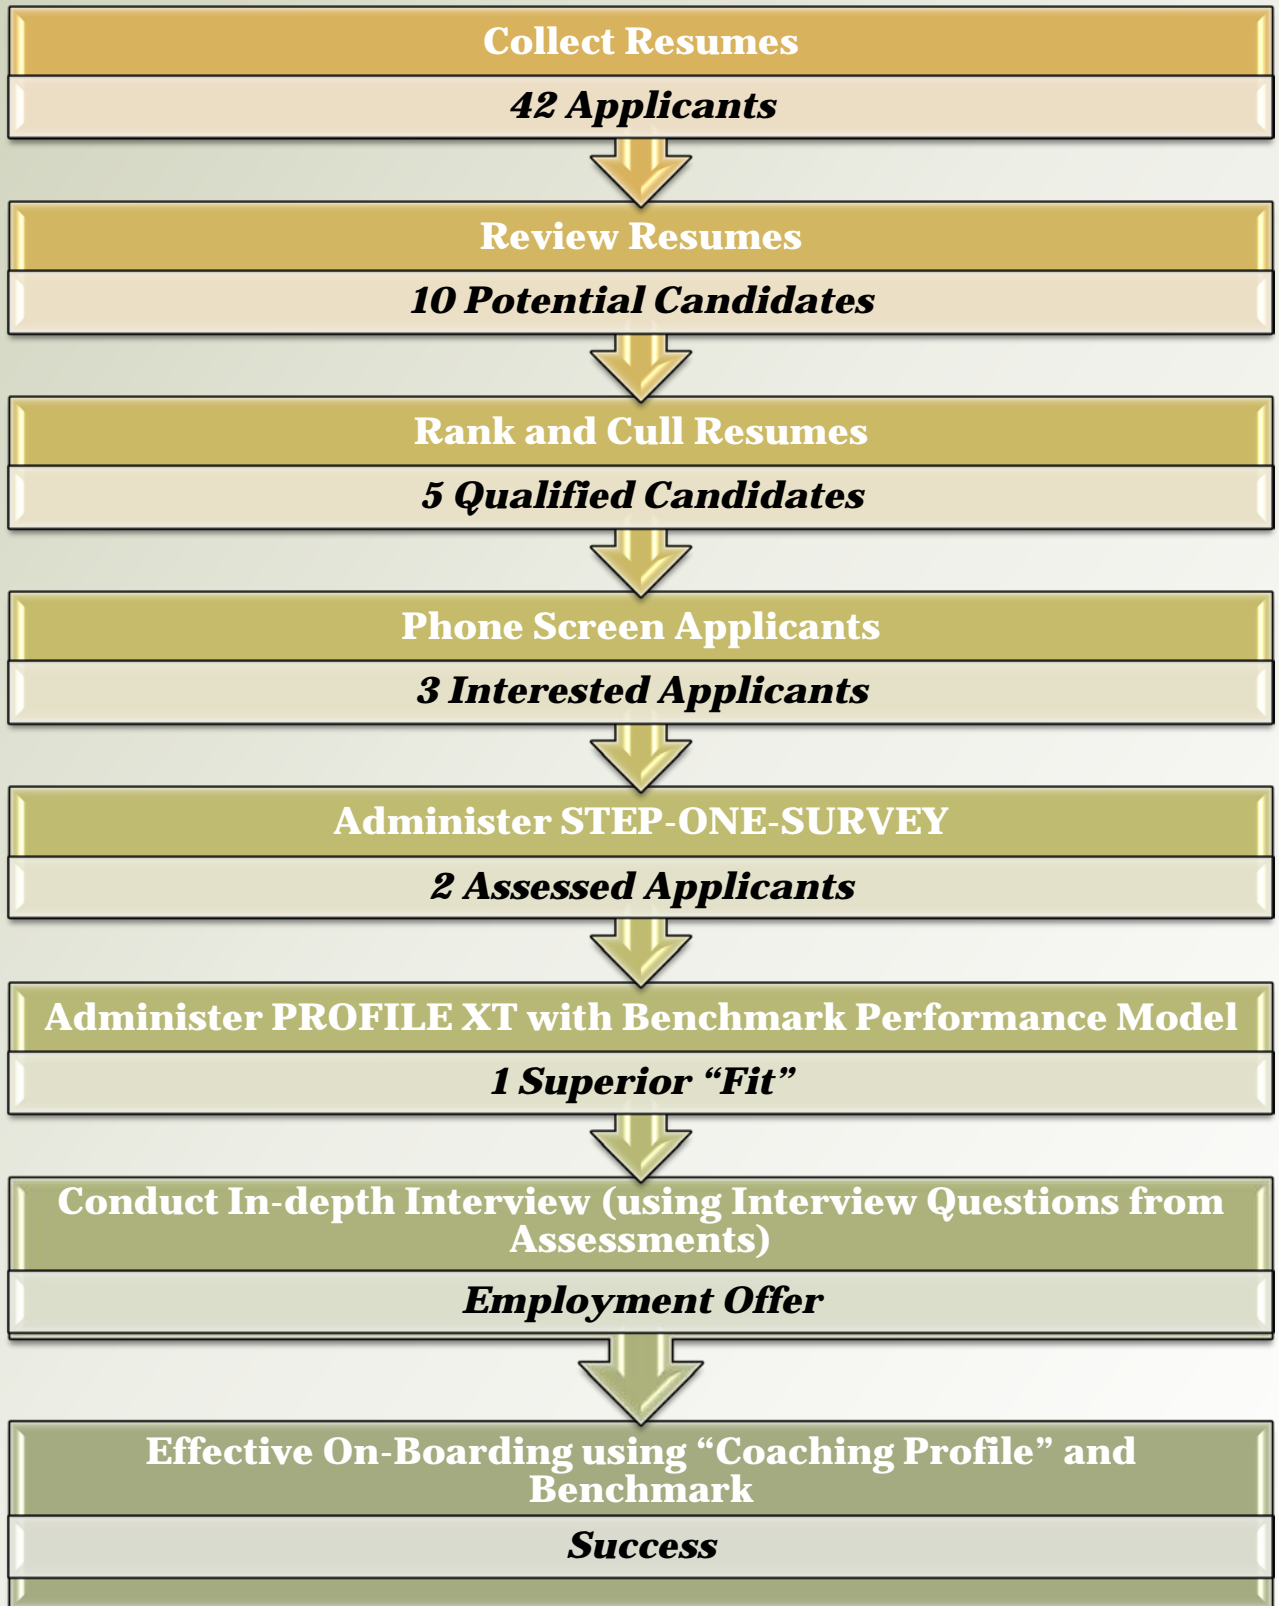 Collect Resumes
42 Applicants
Review Resumes
10 Potential Candidates
Rank and Cull Resumes
5 Qualified Candidates
Phone Screen Applicants
3 Interested Applicants
Administer STEP-ONE-SURVEY
2 Assessed Applicants
Administer PROFILE XT with Benchmark Performance Model
1 Superior “Fit”
Conduct In-depth Interview (using Interview Questions from
Assessments)
Employment Offer
Effective On-Boarding using “Coaching Profile” and
Benchmark
Success